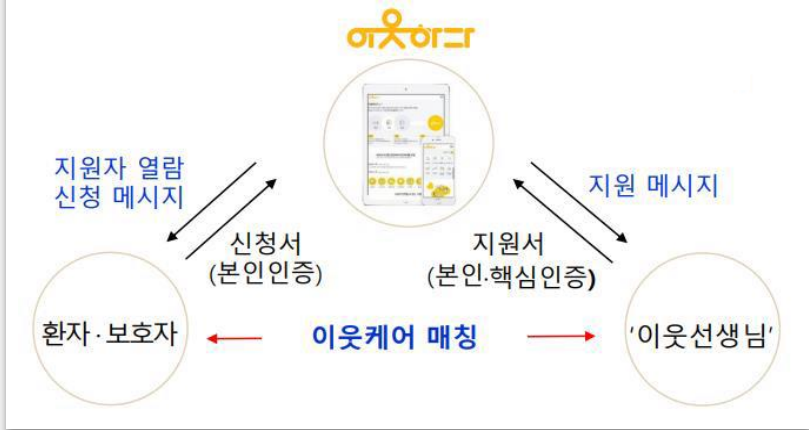 이웃하다
지원자 열람
신청 메시지
지원 메시지
신청서
(본인인증)
지원서
(본인·핵심인증)
환자·보호자
이웃케어 매칭
'이웃선생님'